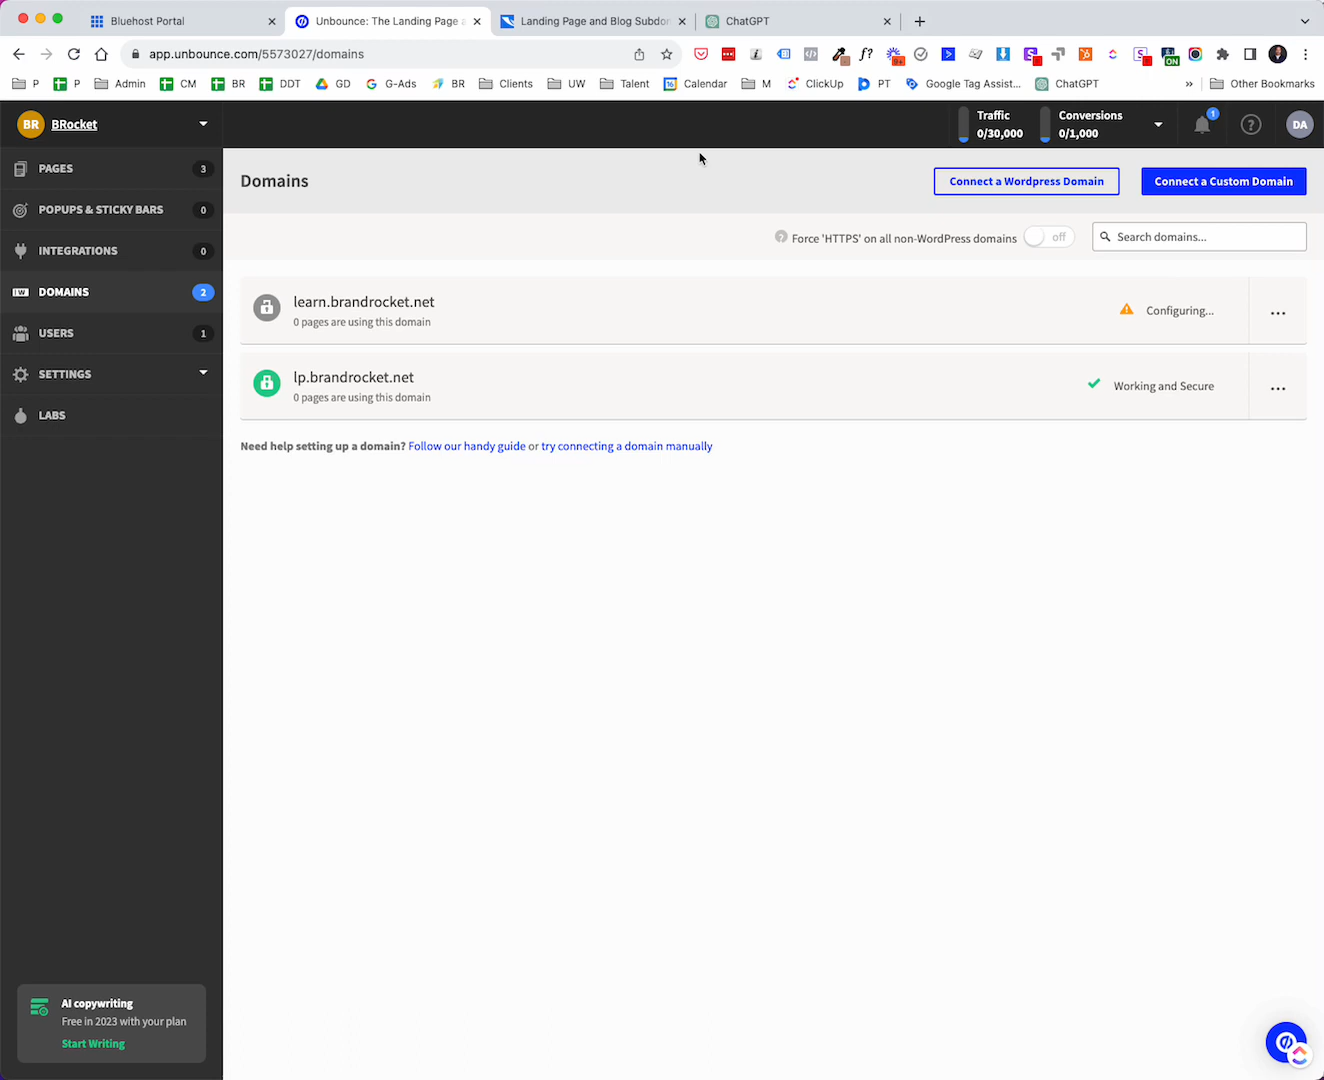 Bluehost Portal
Unbounce: The Landing Page
Landing Page and Blog Subdo
ChatGPT
app.unbounce.com/5573027/domains
f?
9+
ON
P
P
Admin
CM
BR
DDT
GD
G-Ads
BR
Clients
UW
Talent
16
Calendar
M
ClickUp
PT
Google Tag Assist...
ChatGPT
»
Other Bookmarks
BR
BRocket
Traffic
0/30,000
Conversions
0/1,000
1
?
DA
PAGES
3
POPUPS & STICKY BARS
0
INTEGRATIONS
0
DOMAINS
2
USERS
1
SETTINGS
LABS
Domains
Connect a Wordpress Domain
Connect a Custom Domain
? Force 'HTTPS' on all non-WordPress domains
off
Search domains...
learn.brandrocket.net
0 pages are using this domain
Configuring...
...
lp.brandrocket.net
0 pages are using this domain
Working and Secure
...
Need help setting up a domain? Follow our handy guide or try connecting a domain manually
AI copywriting
Free in 2023 with your plan
Start Writing